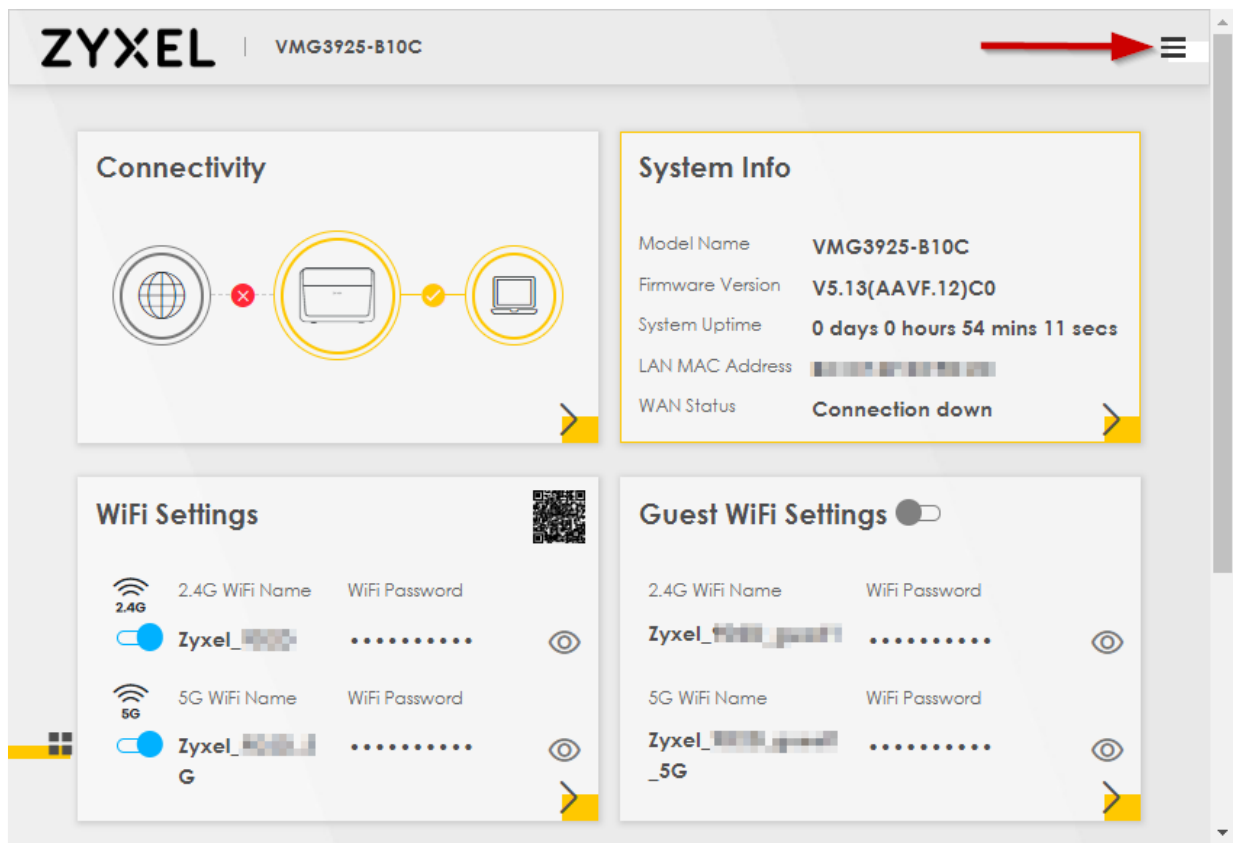 ZYXEL VMG3925-B10C
Connectivity
System Info
Model Name VMG3925-B10C
Firmware Version V5.13(AAVF.12)C0
System Uptime 0 days 0 hours 54 mins 11 secs
LAN MAC Address
WAN Status Connection down
WiFi Settings
2.4G
2.4G WiFi Name WiFi Password
Zyxel_ ••••••••••
5G
5G WiFi Name WiFi Password
Zyxel_ ••••••••••
G
Guest WiFi Settings
2.4G WiFi Name WiFi Password
Zyxel_ ••••••••••
5G WiFi Name WiFi Password
Zyxel_ ••••••••••
_5G